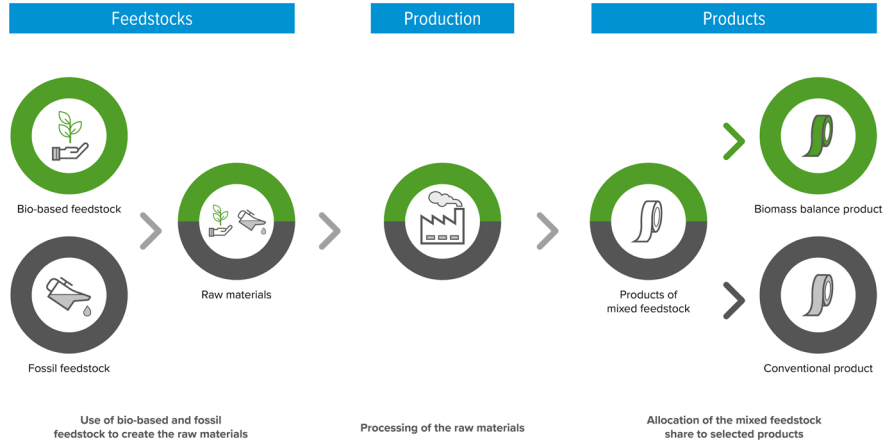 Feedstocks
Production
Products
Bio-based feedstock
Biomass balance product
Raw materials
Products of
mixed feedstock
Fossil feedstock
Conventional product
Use of bio-based and fossil
feedstock to create the raw materials
Processing of the raw materials
Allocation of the mixed feedstock
share to selected products